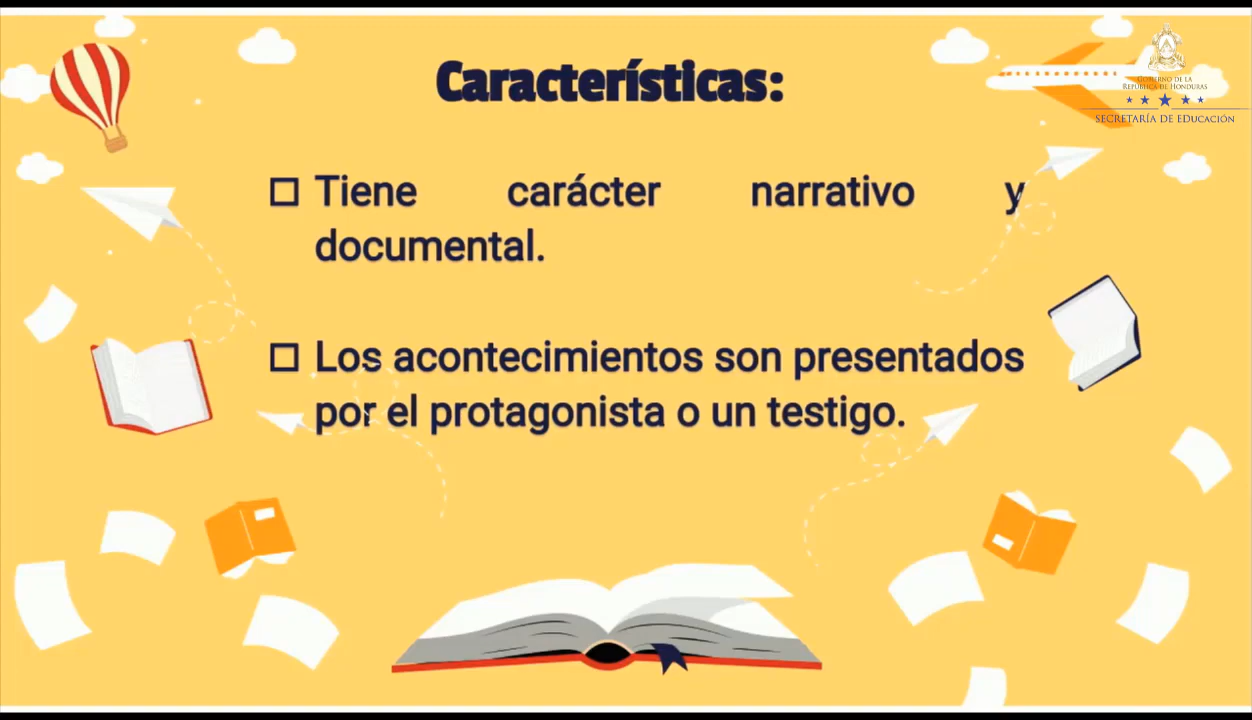 Características:
GOBIERNO DE LA
REPÚBLICA DE HONDURAS
SECRETARÍA DE EDUCACIÓN
Tiene carácter narrativo y
documental.
Los acontecimientos son presentados
por el protagonista o un testigo.